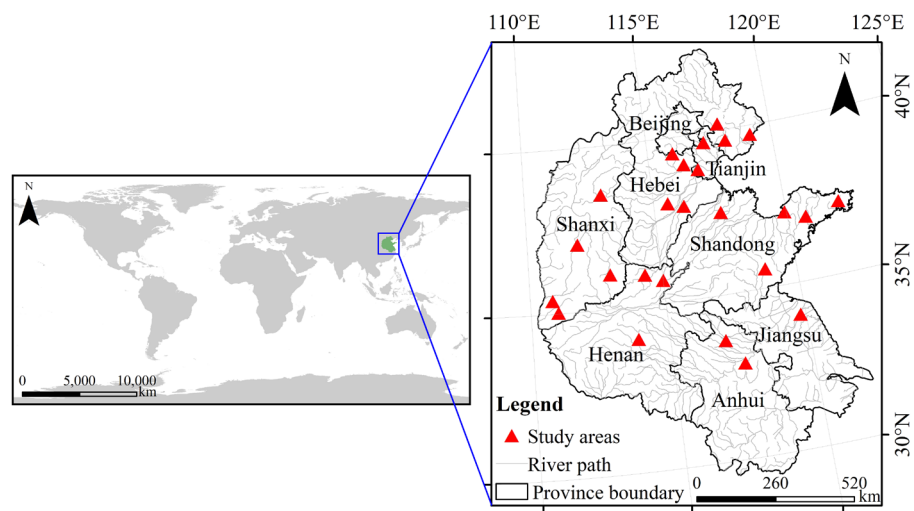 110°E 115°E 120°E 125°E
N
40°N
Beijing
Tianjin
Hebei
Shanxi
Shandong
35°N
Jiangsu
Henan
Anhui
30°N
Legend
Study areas
River path
Province boundary
0 260 520
km
N
0 5,000 10,000
km